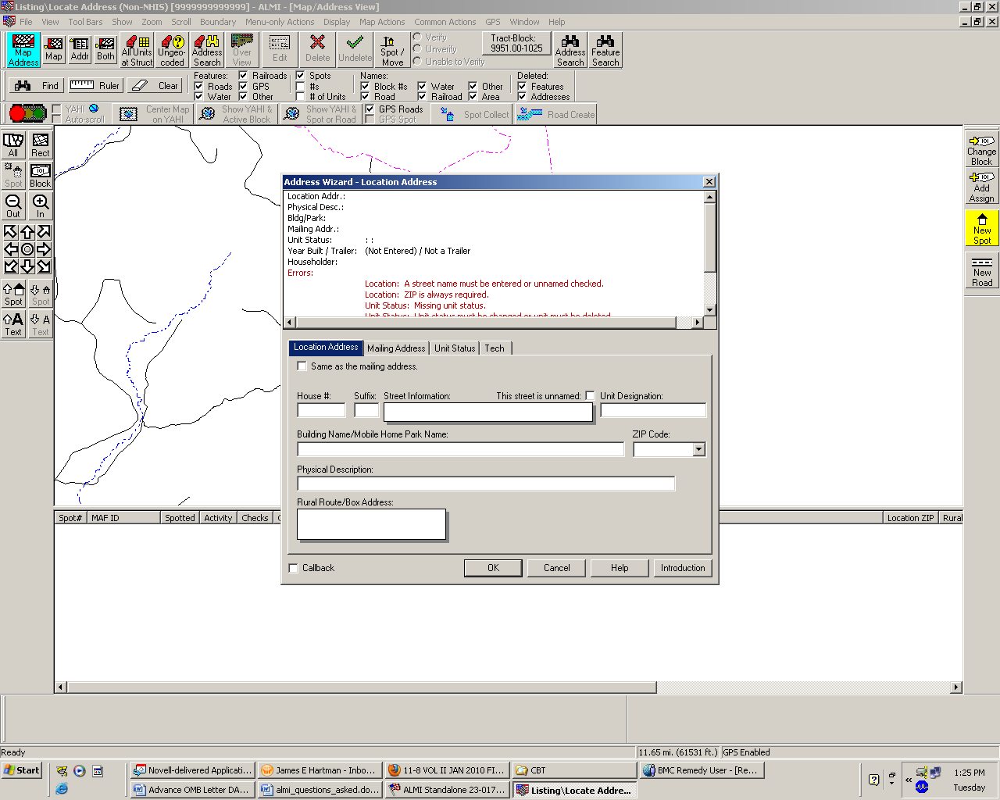 Listing\Locate Address (Non-NHIS) [9999999999999] - ALMI - [Map/Address View]
File View Tool Bars Show Zoom Scroll Boundary Menu-only Actions Display Map Actions Common Actions GPS Window Help
Map Address Map Addr Both All Units at Struct Ungeo-coded Address Search Over View Edit Delete Undelete Spot / Move Verify Unverify Unable to Verify Tract-Block: 9951.00-1025 Address Search Feature Search
Find Ruler Clear Features: Roads Water Railroads GPS Other Spots #s # of Units Names: Block #s Road Water Railroad Other Area Deleted: Features Addresses
YAHI Auto-scroll Center Map on YAHI Show YAHI & Active Block Show YAHI & Spot or Road GPS Roads GPS Spot Spot Collect Road Create
All Rect
Spot Block
Out In
Spot Spot
Text Text
Change Block
Add Assign
New Spot
New Road
Address Wizard - Location Address
Location Addr.:
Physical Desc.:
Bldg/Park:
Mailing Addr.:
Unit Status: : :
Year Built / Trailer: (Not Entered) / Not a Trailer
Householder:
Errors:
Location: A street name must be entered or unnamed checked.
Location: ZIP is always required.
Unit Status: Missing unit status.
Unit Status: Unit status must be changed or unit must be deleted
Location Address Mailing Address Unit Status Tech
Same as the mailing address.
House #: Suffix: Street Information: This street is unnamed: Unit Designation:
Building Name/Mobile Home Park Name: ZIP Code:
Physical Description:
Rural Route/Box Address:
Callback OK Cancel Help Introduction
Spot# MAF ID Spotted Activity Checks Location ZIP Rural
Ready 11.65 mi. (61531 ft.) GPS Enabled
Start Novell-delivered Applicati... James E Hartman - Inbo... 11-8 VOL II JAN 2010 FI... CBT BMC Remedy User - [Re... 1:25 PM
Advance OMB Letter DA... almi_questions_asked.do... ALMI Standalone 23-017... Listing\Locate Addre... Tuesday